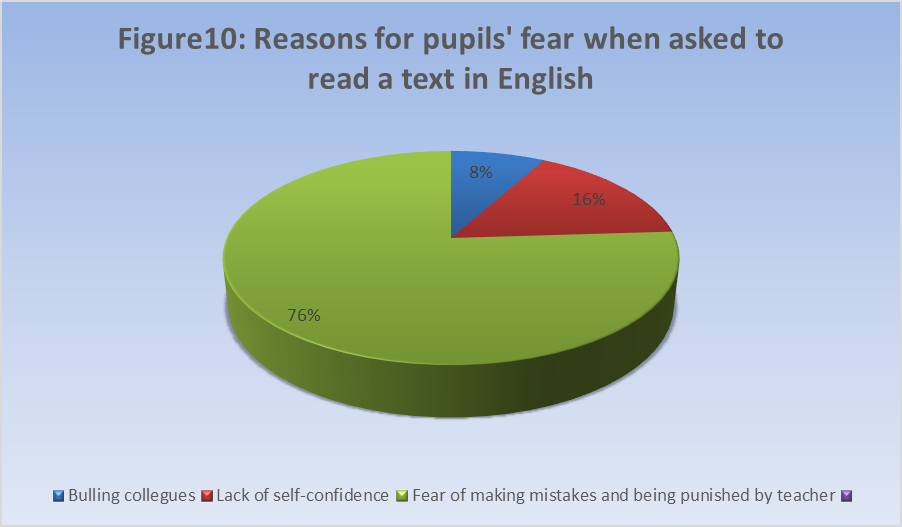 Figure10: Reasons for pupils' fear when asked to
read a text in English
8%
16%
76%
Bulling collegues Lack of self-confidence Fear of making mistakes and being punished by teacher